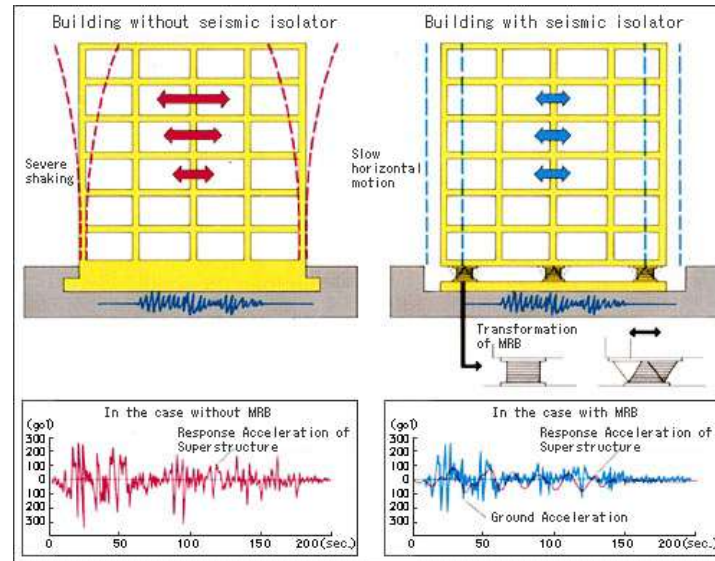 Building without seismic isolator
Building with seismic isolator
Severe
shaking
Slow
horizontal
motion
Transformation
of MRB
In the case without MRB
(gol)
300
200
100
0
100
200
300
Response Acceleration of
Superstructure
0
50
100
150
200(sec.)
In the case with MRB
(gol)
300
200
100
0
100
200
300
Response Acceleration of
Superstructure
Ground Acceleration
0
50
100
150
200(sec.)